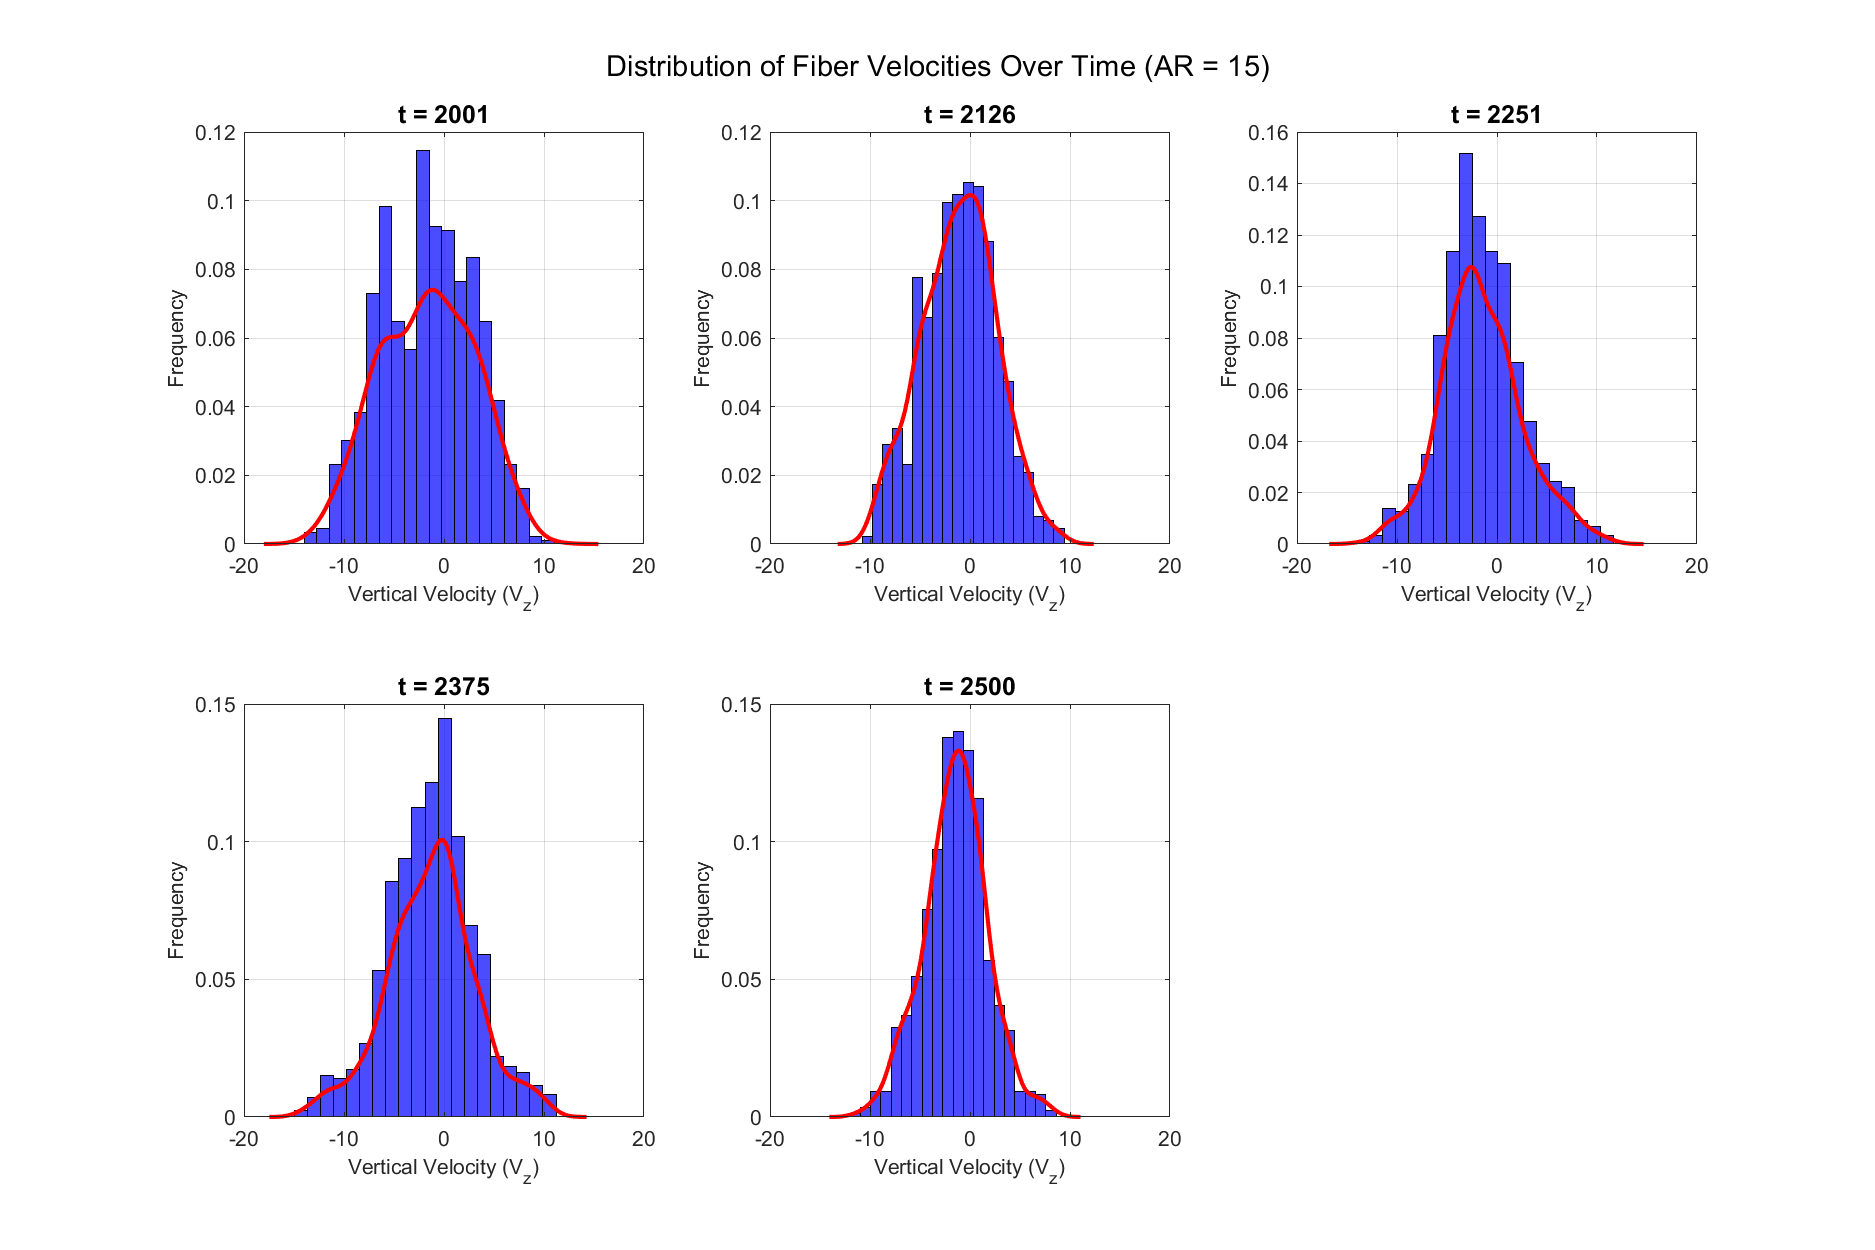 Distribution of Fiber Velocities Over Time (AR = 15)
t = 2001
0.12
0.1
0.08
0.06
0.04
0.02
0
Frequency
-20 -10 0 10 20
Vertical Velocity (V_z)
t = 2126
0.12
0.1
0.08
0.06
0.04
0.02
0
Frequency
-20 -10 0 10 20
Vertical Velocity (V_z)
t = 2251
0.16
0.14
0.12
0.1
0.08
0.06
0.04
0.02
0
Frequency
-20 -10 0 10 20
Vertical Velocity (V_z)
t = 2375
0.15
0.1
0.05
0
Frequency
-20 -10 0 10 20
Vertical Velocity (V_z)
t = 2500
0.15
0.1
0.05
0
Frequency
-20 -10 0 10 20
Vertical Velocity (V_z)